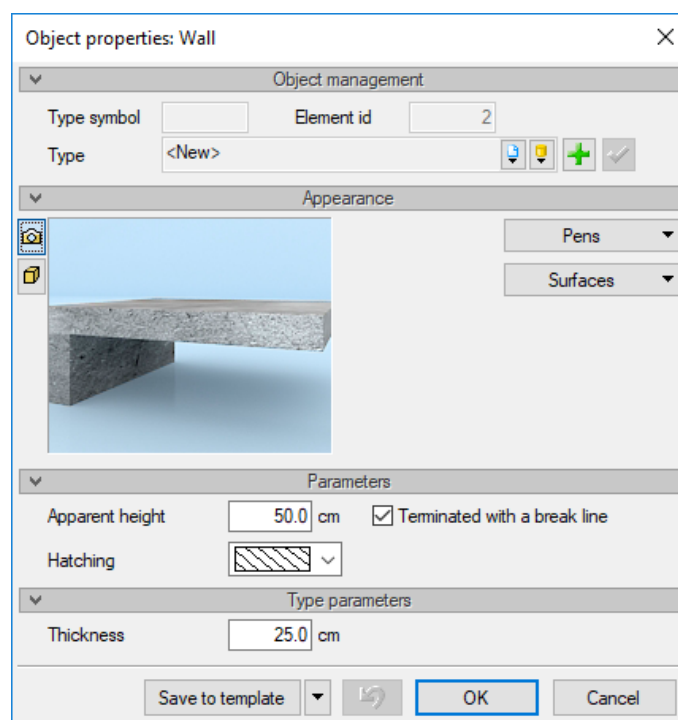 Object properties: Wall
Object management
Type symbol Element id 2
Type <New>
Appearance
Pens
Surfaces
Parameters
Apparent height 50.0 cm Terminated with a break line
Hatching
Type parameters
Thickness 25.0 cm
Save to template OK Cancel